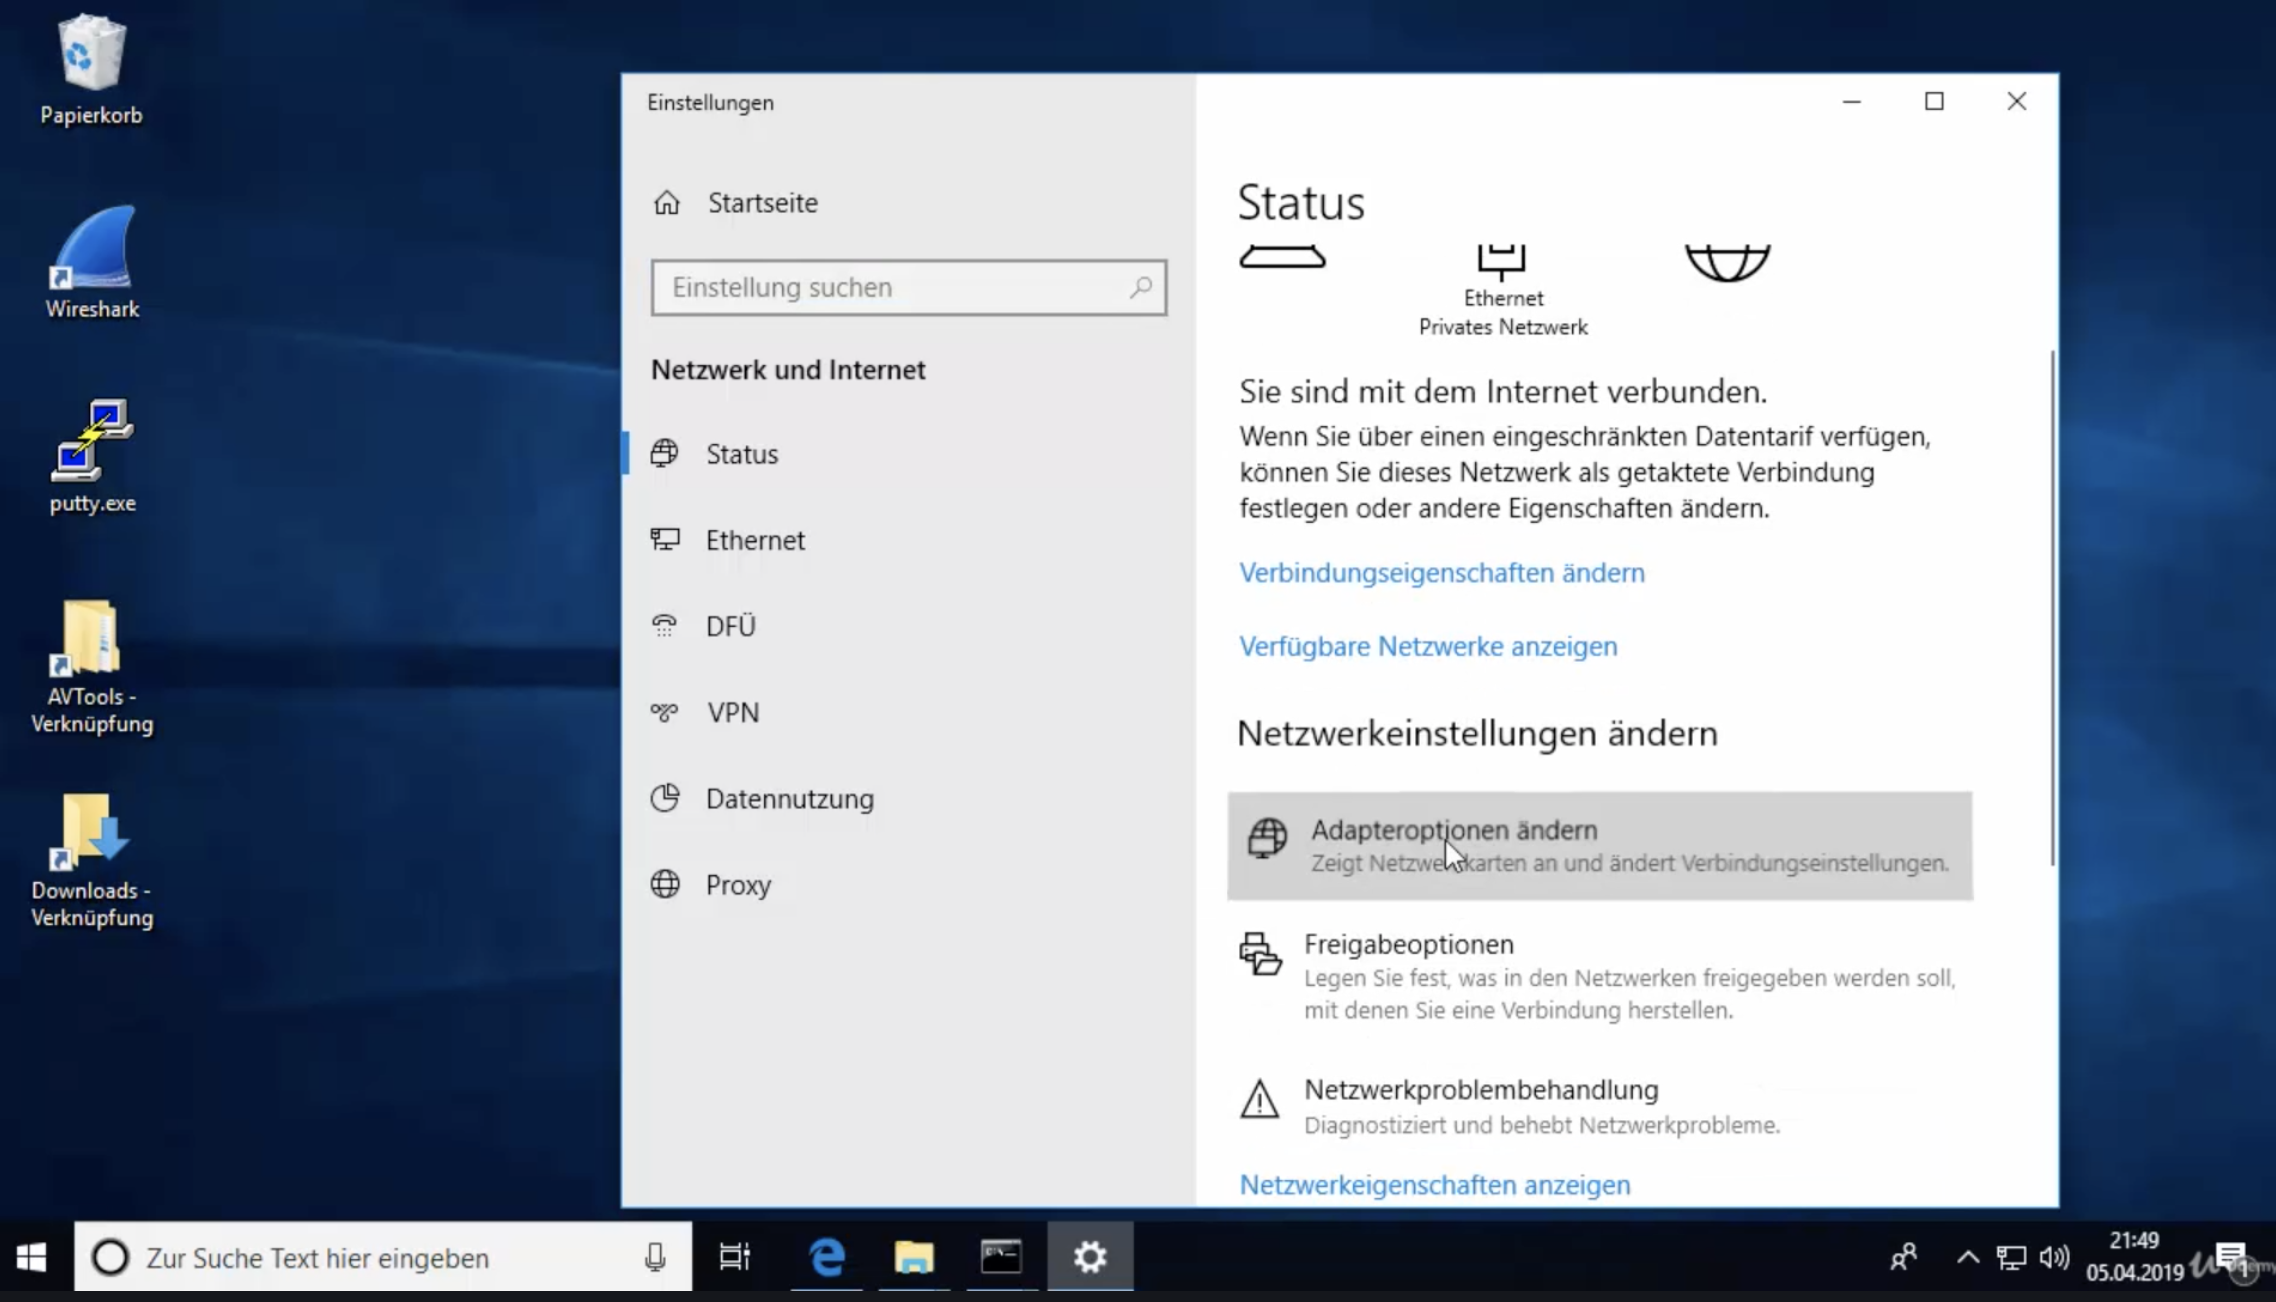 Papierkorb
Wireshark
putty.exe
AVTools -
Verknüpfung
Downloads -
Verknüpfung
Einstellungen
Startseite
Einstellung suchen
Netzwerk und Internet
Status
Ethernet
DFÜ
VPN
Datennutzung
Proxy
Status
Ethernet
Privates Netzwerk
Sie sind mit dem Internet verbunden.
Wenn Sie über einen eingeschränkten Datentarif verfügen,
können Sie dieses Netzwerk als getaktete Verbindung
festlegen oder andere Eigenschaften ändern.
Verbindungseigenschaften ändern
Verfügbare Netzwerke anzeigen
Netzwerkeinstellungen ändern
Adapteroptionen ändern
Zeigt Netzwerkkarten an und ändert Verbindungseinstellungen.
Freigabeoptionen
Legen Sie fest, was in den Netzwerken freigegeben werden soll,
mit denen Sie eine Verbindung herstellen.
Netzwerkproblembehandlung
Diagnostiziert und behebt Netzwerkprobleme.
Netzwerkeigenschaften anzeigen
Zur Suche Text hier eingeben
21:49
05.04.2019
1